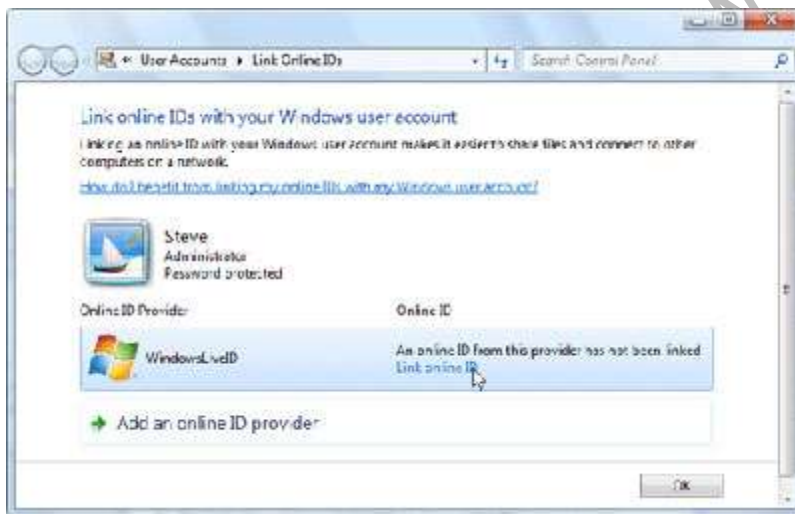 « User Accounts ▸ Link Online IDs
Search Control Panel
Link online IDs with your Windows user account
Linking an online ID with your Windows user account makes it easier to share files and connect to other
computers on a network.
How do I benefit from linking my online IDs with my Windows user account?
Steve
Administrator
Password protected
Online ID Provider
Online ID
WindowsLiveID
An online ID from this provider has not been linked
Link online ID
Add an online ID provider
OK